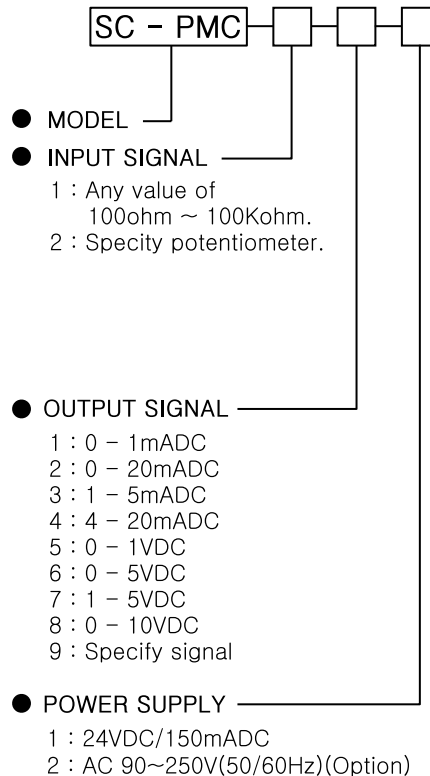 SC - PMC
● MODEL
● INPUT SIGNAL
1 : Any value of
100ohm ~ 100Kohm.
2 : Specity potentiometer.
● OUTPUT SIGNAL
1 : 0 - 1mADC
2 : 0 - 20mADC
3 : 1 - 5mADC
4 : 4 - 20mADC
5 : 0 - 1VDC
6 : 0 - 5VDC
7 : 1 - 5VDC
8 : 0 - 10VDC
9 : Specify signal
● POWER SUPPLY
1 : 24VDC/150mADC
2 : AC 90~250V(50/60Hz)(Option)